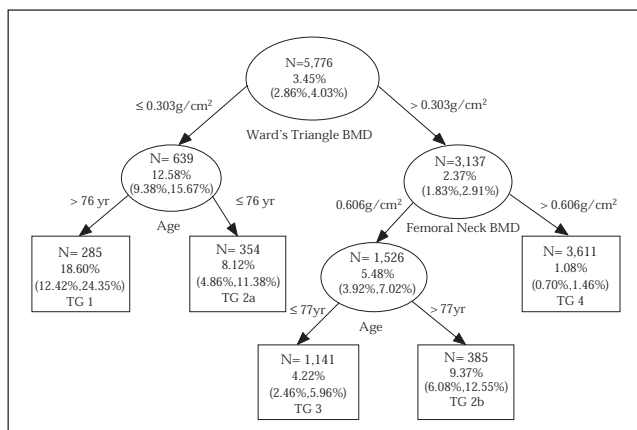 N=5,776
3.45%
(2.86%,4.03%)
≤ 0.303g/cm²
> 0.303g/cm²
Ward's Triangle BMD
N= 639
12.58%
(9.38%,15.67%)
N=3,137
2.37%
(1.83%,2.91%)
> 76 yr
≤ 76 yr
Age
0.606g/cm²
> 0.606g/cm²
Femoral Neck BMD
N= 285
18.60%
(12.42%,24.35%)
TG 1
N= 354
8.12%
(4.86%,11.38%)
TG 2a
N= 1,526
5.48%
(3.92%,7.02%)
N= 3,611
1.08%
(0.70%,1.46%)
TG 4
≤ 77yr
> 77yr
Age
N= 1,141
4.22%
(2.46%,5.96%)
TG 3
N= 385
9.37%
(6.08%,12.55%)
TG 2b